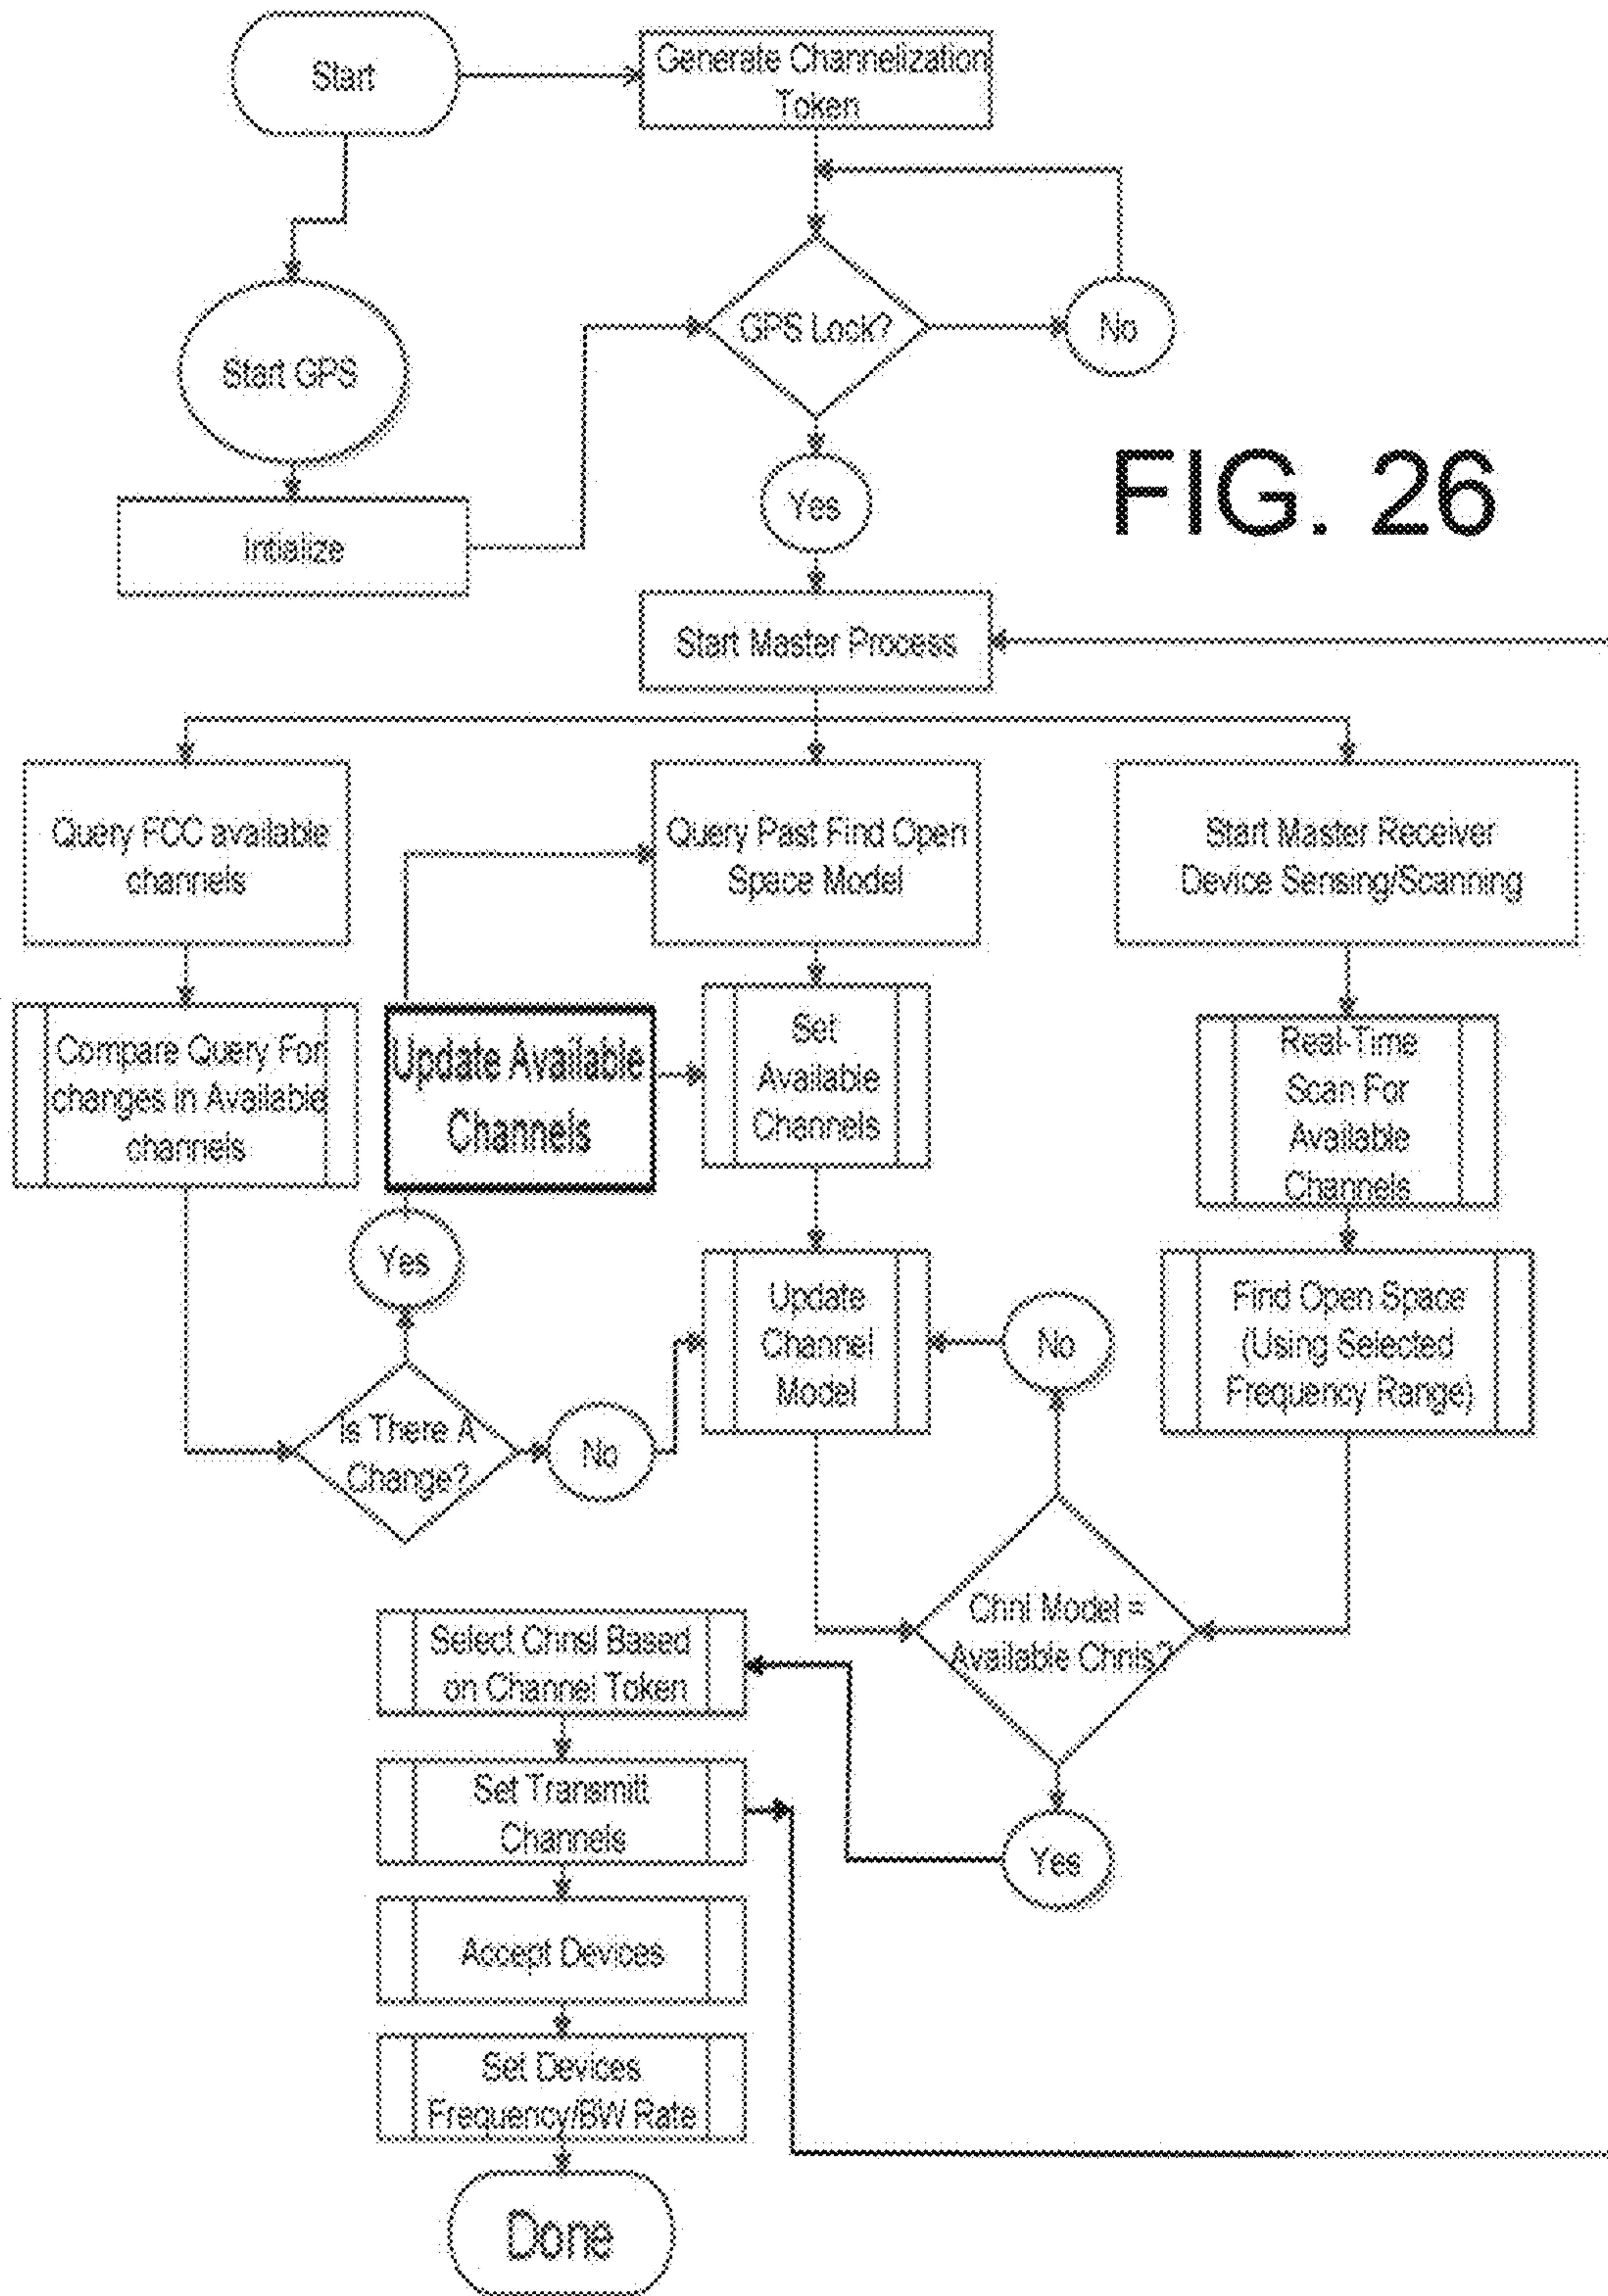 Start
Generate Channelization
Token
GPS Lock?
No
Start GPS
Yes
FIG. 26
Intialize
Start Master Process
Query FCC available
channels
Query Past Find Open
Space Model
Start Master Receiver
Device Sensing/Scanning
Compare Query For
changes in Available
channels
Update Available
Channels
Set
Available
Channels
Real-Time
Scan For
Available
Channels
Yes
Update
Channel
Model
No
Find Open Space
(Using Selected
Frequency Range)
Is There A
Change?
No
Chnl Model =
Available Chnls?
Select Chnsl Based
on Channel Token
Set Transmitt
Channels
Yes
Accept Devices
Set Devices
Frequency/BW Rate
Done